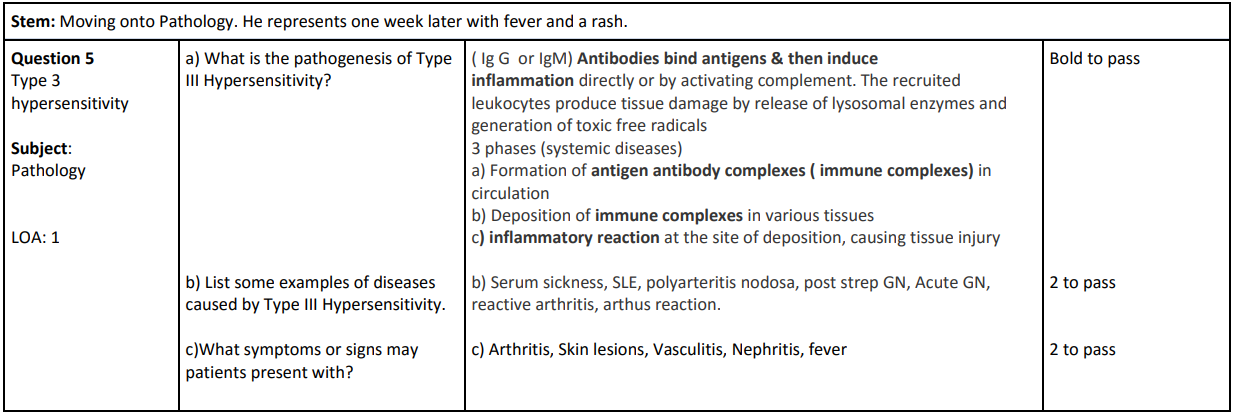 Stem: Moving onto Pathology. He represents one week later with fever and a rash.
Question 5
Type 3
hypersensitivity
Subject:
Pathology
LOA: 1
a) What is the pathogenesis of Type
III Hypersensitivity?
( Ig G or IgM) Antibodies bind antigens & then induce
inflammation directly or by activating complement. The recruited
leukocytes produce tissue damage by release of lysosomal enzymes and
generation of toxic free radicals
3 phases (systemic diseases)
a) Formation of antigen antibody complexes ( immune complexes) in
circulation
b) Deposition of immune complexes in various tissues
c) inflammatory reaction at the site of deposition, causing tissue injury
Bold to pass
b) List some examples of diseases
caused by Type III Hypersensitivity.
b) Serum sickness, SLE, polyarteritis nodosa, post strep GN, Acute GN,
reactive arthritis, arthus reaction.
2 to pass
c)What symptoms or signs may
patients present with?
c) Arthritis, Skin lesions, Vasculitis, Nephritis, fever
2 to pass